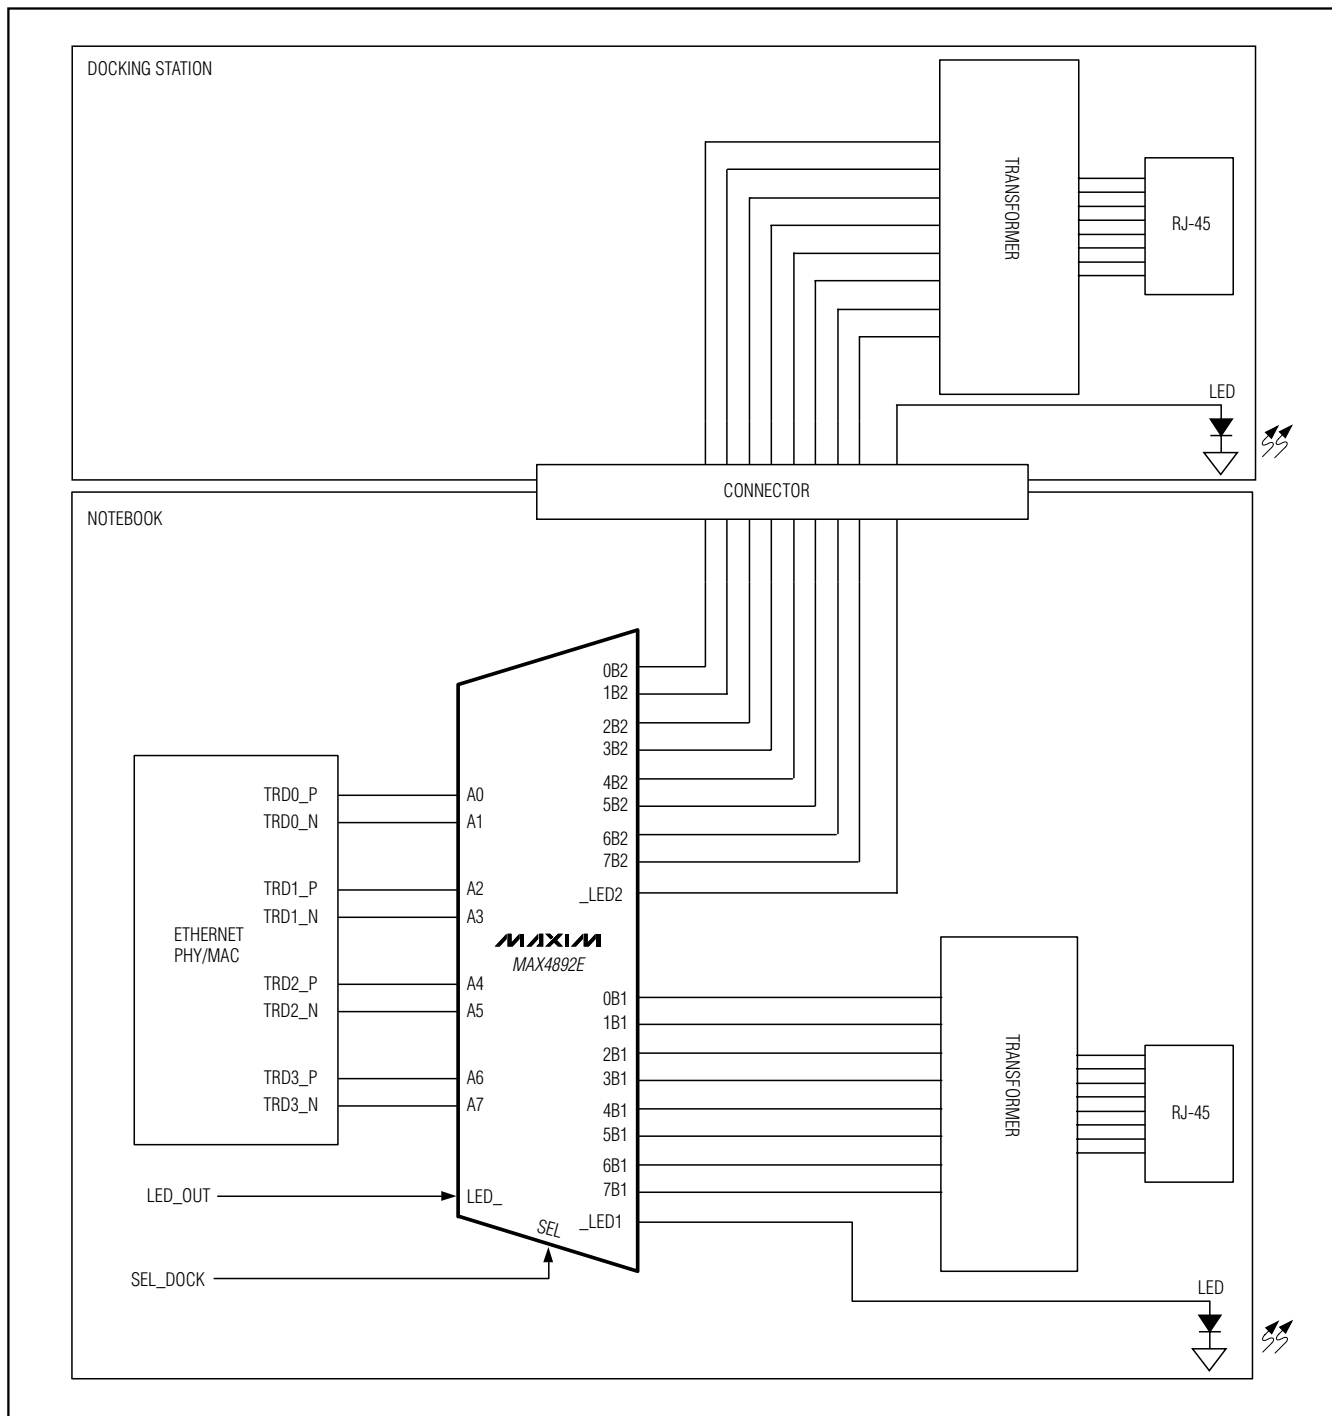 DOCKING STATION
TRANSFORMER
RJ-45
LED
CONNECTOR
NOTEBOOK
0B2
1B2
2B2
3B2
4B2
5B2
6B2
7B2
_LED2
TRD0_P
A0
TRD0_N
A1
TRD1_P
A2
TRD1_N
A3
ETHERNET
PHY/MAC
TRD2_P
A4
TRD2_N
A5
TRD3_P
A6
TRD3_N
A7
MAXIM
MAX4892E
0B1
1B1
2B1
3B1
4B1
5B1
6B1
7B1
_LED1
TRANSFORMER
RJ-45
LED_OUT
LED_
SEL
SEL_DOCK
LED